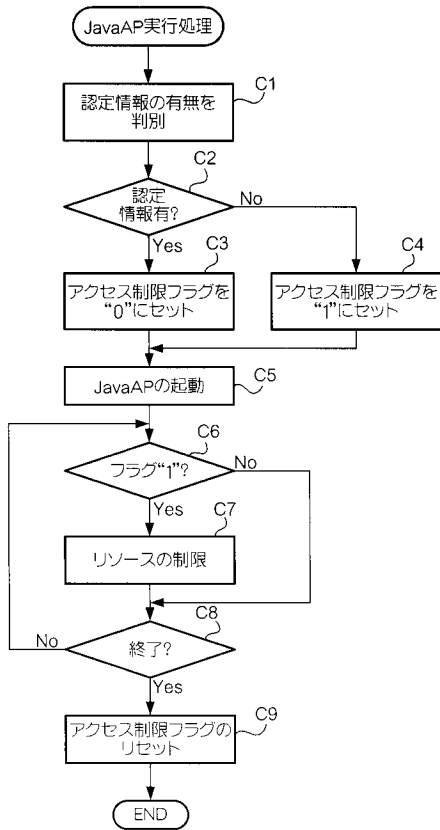 JavaAP実行処理
C1
認定情報の有無を
判別
C2
認定
情報有?
No
Yes
C3
アクセス制限フラグを
“0”にセット
C4
アクセス制限フラグを
“1”にセット
C5
JavaAPの起動
C6
フラグ“1”?
No
Yes
C7
リソースの制限
C8
終了?
No
Yes
C9
アクセス制限フラグの
リセット
END